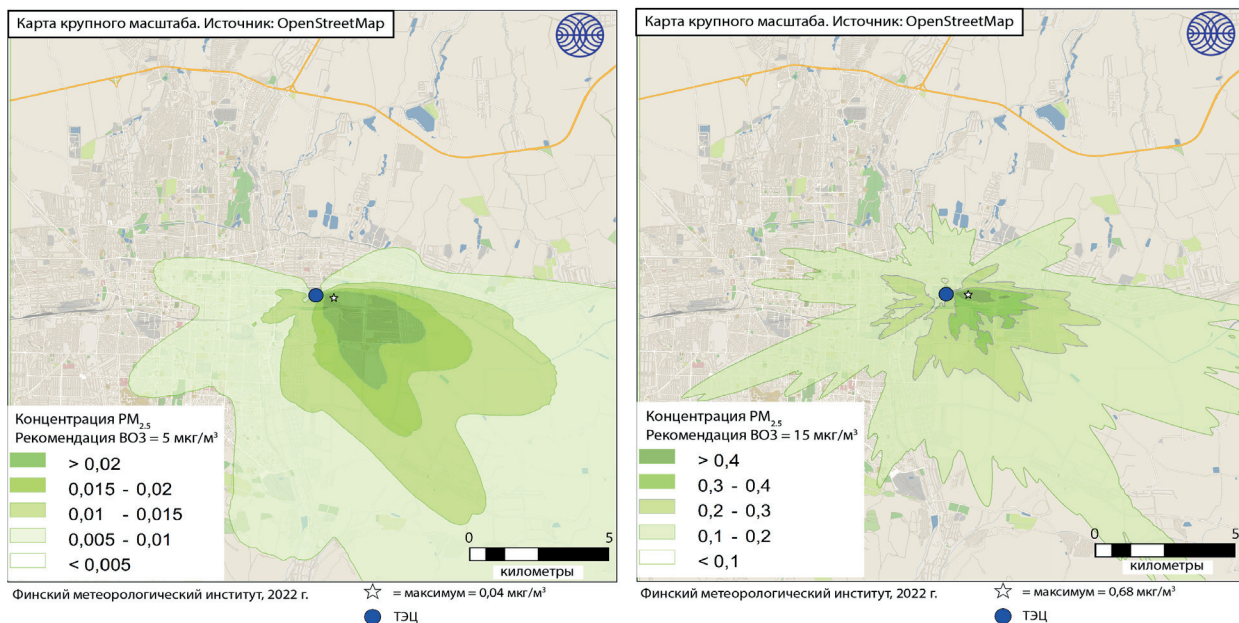 Карта крупного масштаба. Источник: OpenStreetMap
Концентрация PM2.5
Рекомендация ВОЗ = 5 мкг/м³
> 0,02
0,015 - 0,02
0,01 - 0,015
0,005 - 0,01
< 0,005
0 5
километры
Финский метеорологический институт, 2022 г.
= максимум = 0,04 мкг/м³
ТЭЦ
Карта крупного масштаба. Источник: OpenStreetMap
Концентрация PM2.5
Рекомендация ВОЗ = 15 мкг/м³
> 0,4
0,3 - 0,4
0,2 - 0,3
0,1 - 0,2
< 0,1
0 5
километры
Финский метеорологический институт, 2022 г.
= максимум = 0,68 мкг/м³
ТЭЦ